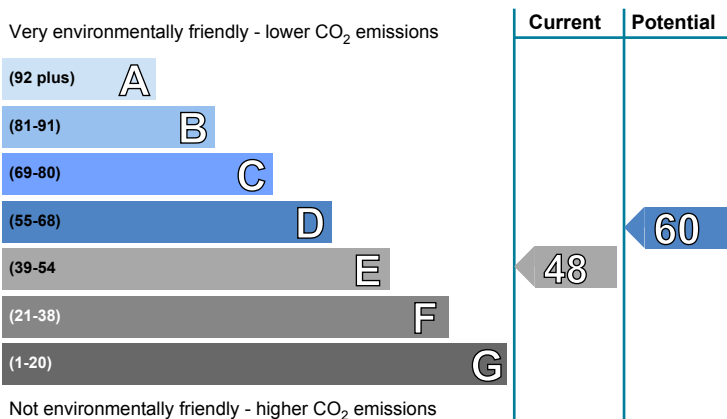 Current Potential
Very environmentally friendly - lower CO₂ emissions
(92 plus) A
(81-91) B
(69-80) C
(55-68) D
60
(39-54 E
48
(21-38) F
(1-20) G
Not environmentally friendly - higher CO₂ emissions